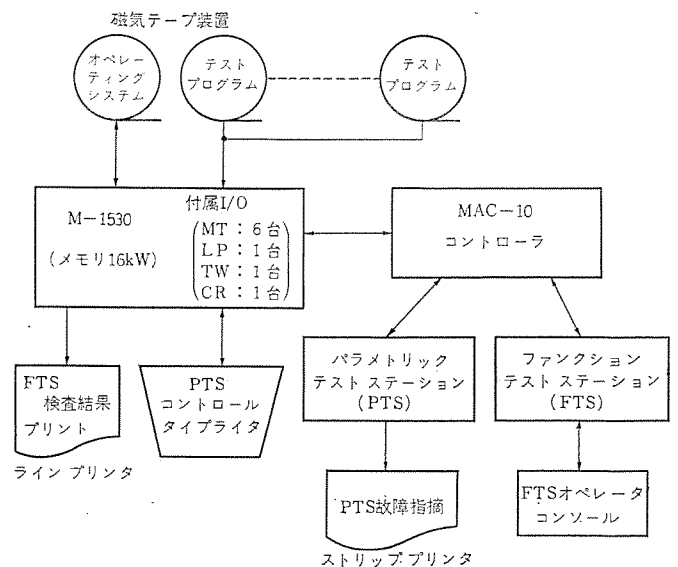 磁気テープ装置
オペレー
ティング
システム
テスト
プログラム
テスト
プログラム
M-1530
(メモリ16kW)
付属I/O
MT：6台
LP：1台
TW：1台
CR：1台
MAC-10
コントローラ
FTS
検査結果
プリント
ライン プリンタ
PTS
コントロール
タイプライタ
パラメトリック
テスト ステーション
(PTS)
ファンクション
テスト ステーション
(FTS)
PTS故障指摘
ストリップ プリンタ
FTSオペレータ
コンソール